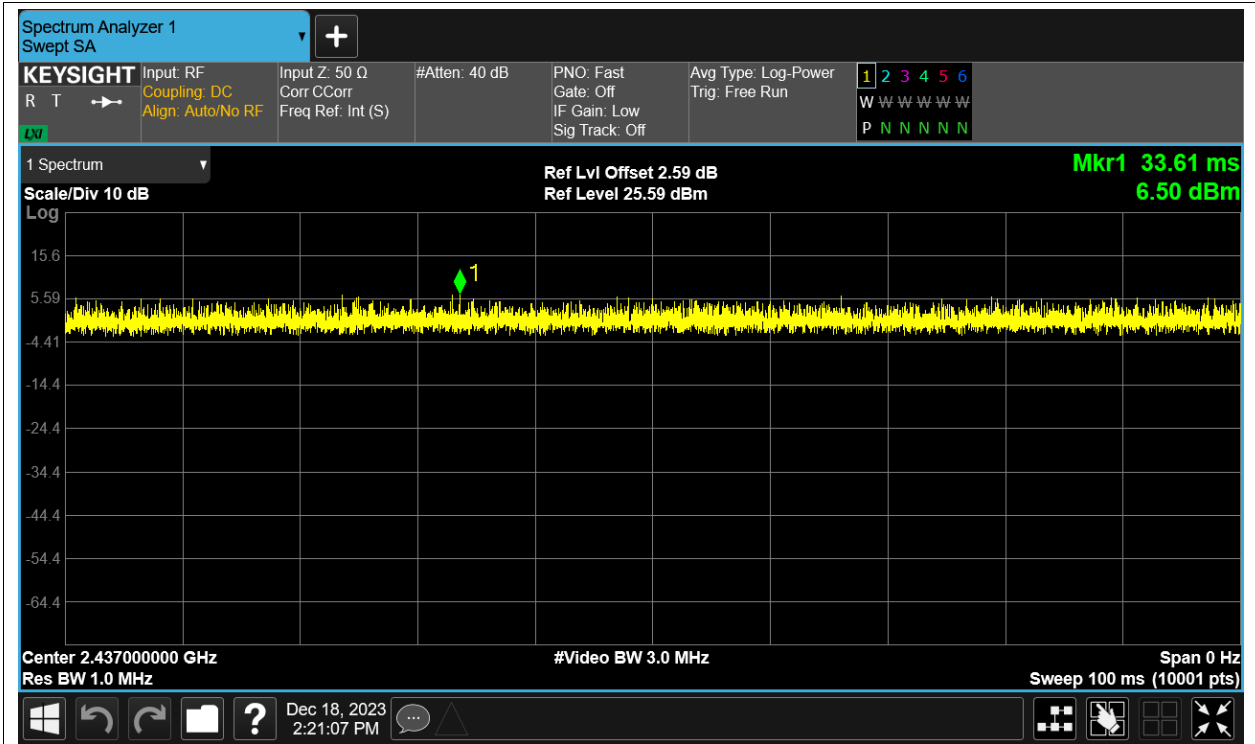 Spectrum Analyzer 1
Swept SA
+
KEYSIGHT
R T
LXI
Input: RF
Coupling: DC
Align: Auto/No RF
Input Z: 50 Ω
Corr CCorr
Freq Ref: Int (S)
#Atten: 40 dB
PNO: Fast
Gate: Off
IF Gain: Low
Sig Track: Off
Avg Type: Log-Power
Trig: Free Run
1 2 3 4 5 6
W W W W W W
P N N N N N
1 Spectrum
Scale/Div 10 dB
Log
Ref Lvl Offset 2.59 dB
Ref Level 25.59 dBm
Mkr1 33.61 ms
6.50 dBm
1
15.6
5.59
-4.41
-14.4
-24.4
-34.4
-44.4
-54.4
-64.4
Center 2.437000000 GHz
Res BW 1.0 MHz
#Video BW 3.0 MHz
Span 0 Hz
Sweep 100 ms (10001 pts)
?
Dec 18, 2023
2:21:07 PM